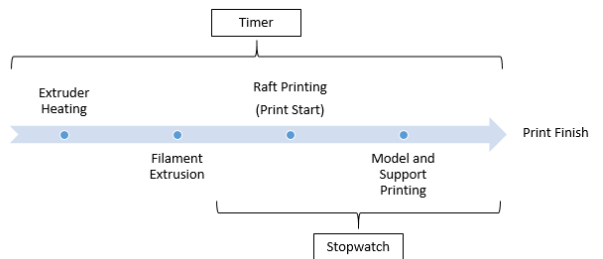 Timer
Extruder
Heating
Raft Printing
(Print Start)
Print Finish
Filament
Extrusion
Model and
Support
Printing
Stopwatch